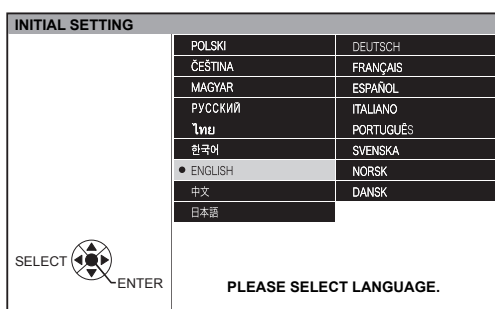 INITIAL SETTING
POLSKI
ČEŠTINA
MAGYAR
РУССКИЙ
ไทย
한국어
ENGLISH
中文
日本語
DEUTSCH
FRANÇAIS
ESPAÑOL
ITALIANO
PORTUGUÊS
SVENSKA
NORSK
DANSK
SELECT
ENTER
PLEASE SELECT LANGUAGE.